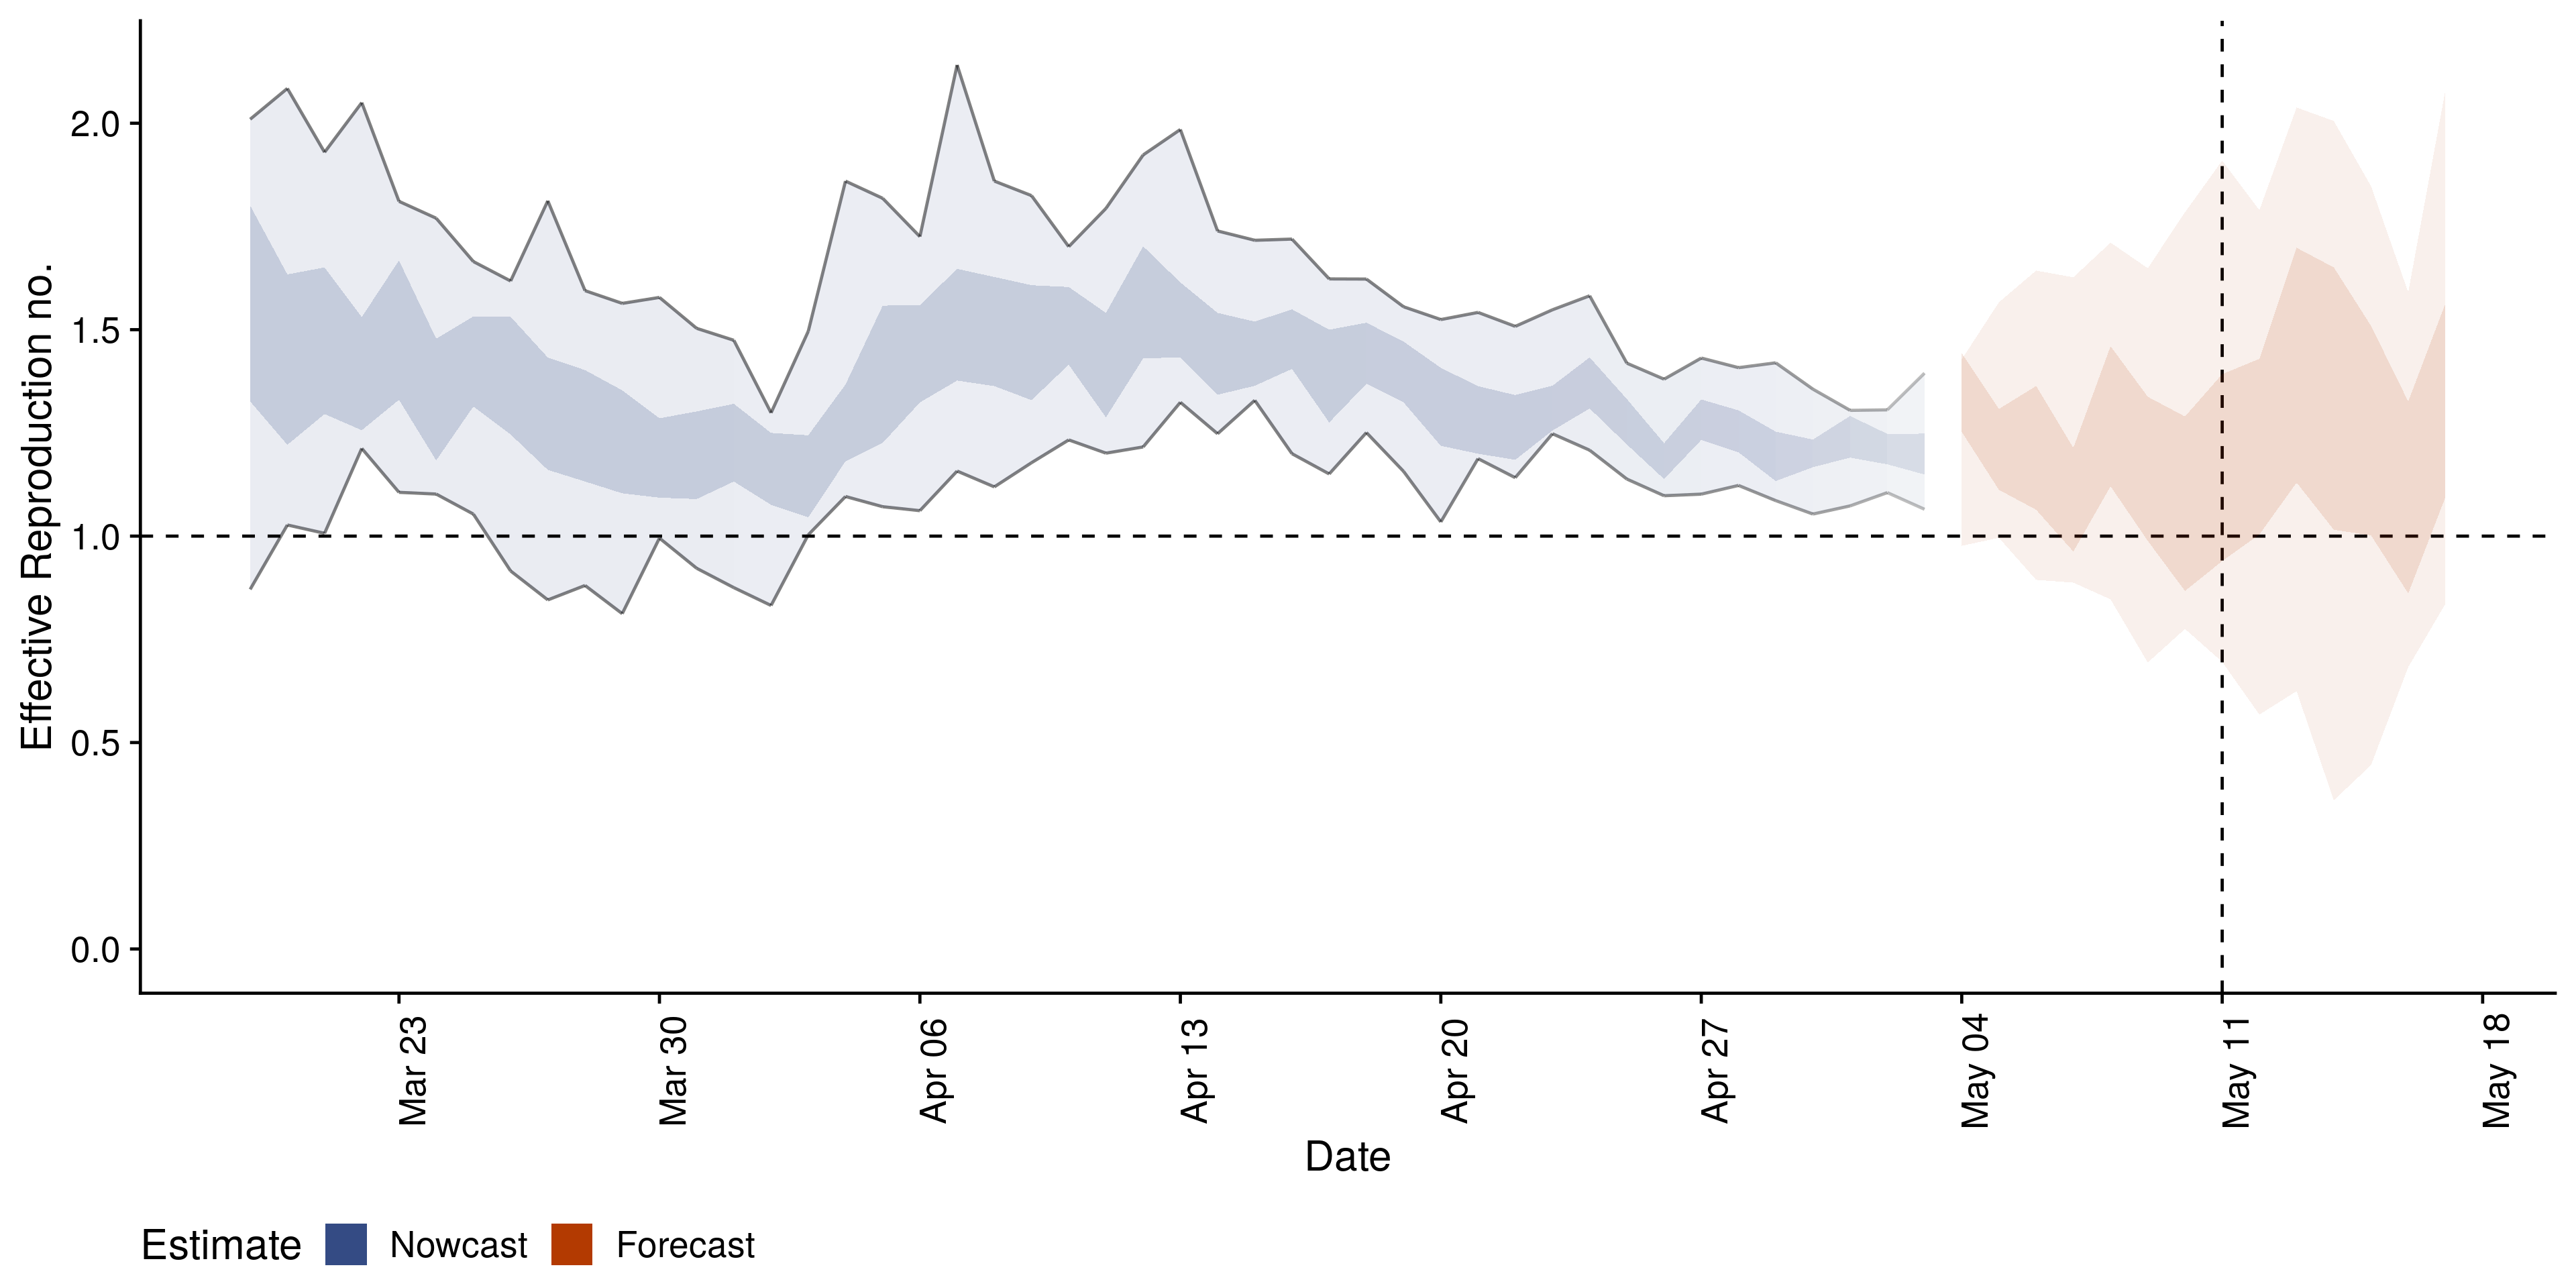 Effective Reproduction no.
2.0
1.5
1.0
0.5
0.0
Mar 23
Mar 30
Apr 06
Apr 13
Apr 20
Apr 27
May 04
May 11
May 18
Date
Estimate Nowcast Forecast